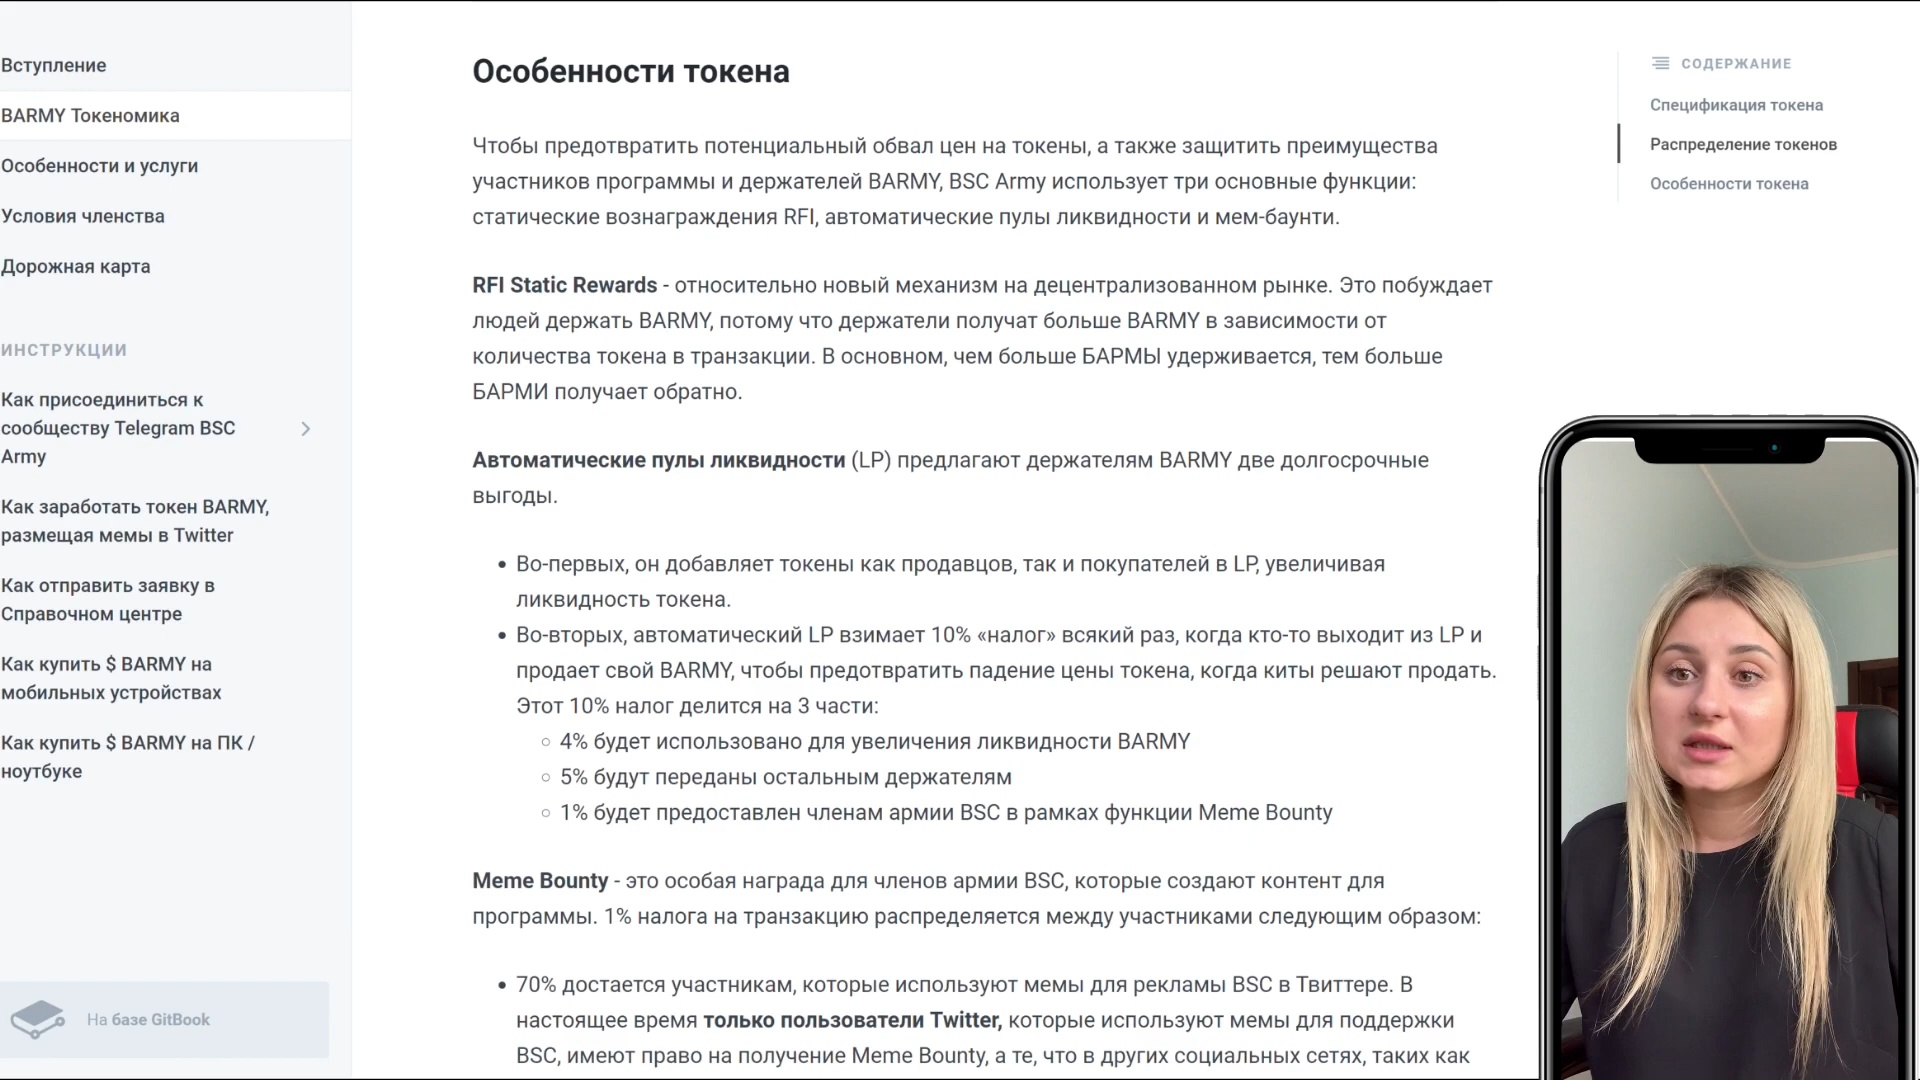 Вступление
BARMY Токеномика
Особенности и услуги
Условия членства
Дорожная карта
ИНСТРУКЦИИ
Как присоединиться к
сообществу Telegram BSC
Army
Как заработать токен BARMY,
размещая мемы в Twitter
Как отправить заявку в
Справочном центре
Как купить $ BARMY на
мобильных устройствах
Как купить $ BARMY на ПК /
ноутбуке
На базе GitBook
Особенности токена
Чтобы предотвратить потенциальный обвал цен на токены, а также защитить преимущества
участников программы и держателей BARMY, BSC Army использует три основные функции:
статические вознаграждения RFI, автоматические пулы ликвидности и мем-баунти.
RFI Static Rewards - относительно новый механизм на децентрализованном рынке. Это побуждает
людей держать BARMY, потому что держатели получат больше BARMY в зависимости от
количества токена в транзакции. В основном, чем больше БАРМЫ удерживается, тем больше
БАРМИ получает обратно.
Автоматические пулы ликвидности (LP) предлагают держателям BARMY две долгосрочные
выгоды.
• Во-первых, он добавляет токены как продавцов, так и покупателей в LP, увеличивая
ликвидность токена.
• Во-вторых, автоматический LP взимает 10% «налог» всякий раз, когда кто-то выходит из LP и
продает свой BARMY, чтобы предотвратить падение цены токена, когда киты решают продать.
Этот 10% налог делится на 3 части:
○ 4% будет использовано для увеличения ликвидности BARMY
○ 5% будут переданы остальным держателям
○ 1% будет предоставлен членам армии BSC в рамках функции Meme Bounty
Meme Bounty - это особая награда для членов армии BSC, которые создают контент для
программы. 1% налога на транзакцию распределяется между участниками следующим образом:
• 70% достается участникам, которые используют мемы для рекламы BSC в Твиттере. В
настоящее время только пользователи Twitter, которые используют мемы для поддержки
BSC, имеют право на получение Meme Bounty, а те, что в других социальных сетях, таких как
СОДЕРЖАНИЕ
Спецификация токена
Распределение токенов
Особенности токена